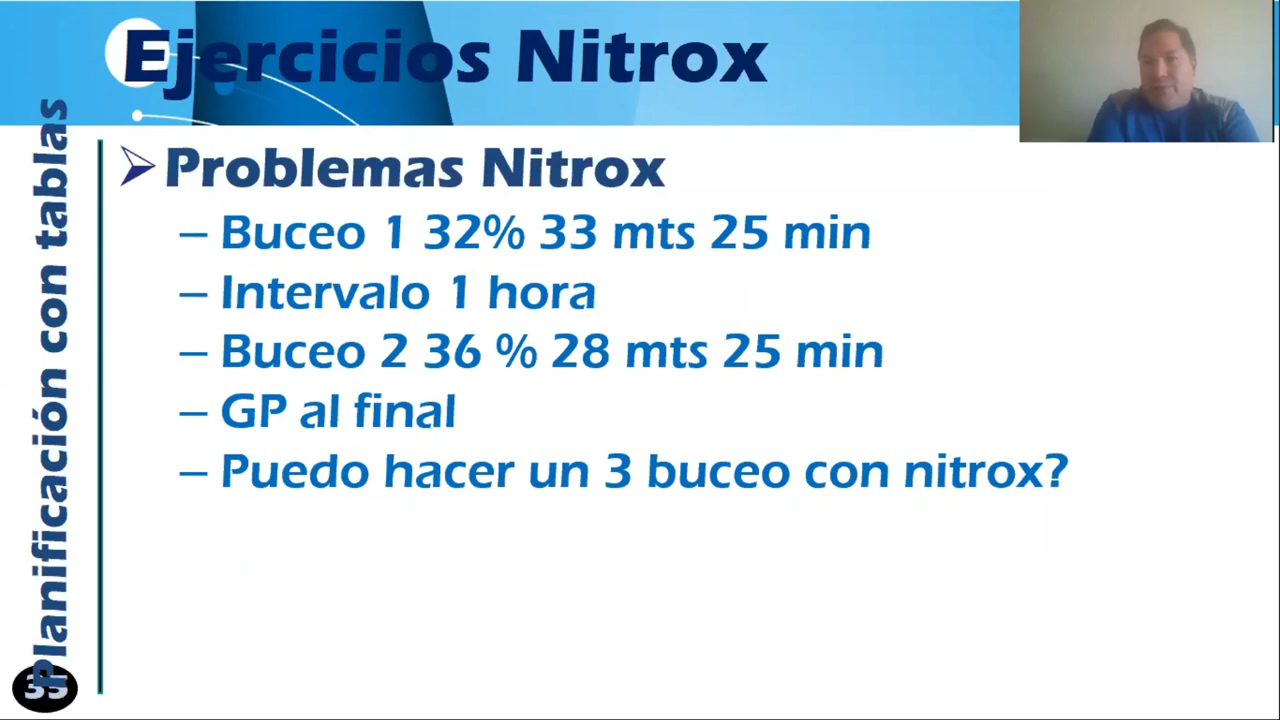 Ejercicios Nitrox
Planificación con tablas
Problemas Nitrox
– Buceo 1 32% 33 mts 25 min
– Intervalo 1 hora
– Buceo 2 36 % 28 mts 25 min
– GP al final
– Puedo hacer un 3 buceo con nitrox?
35